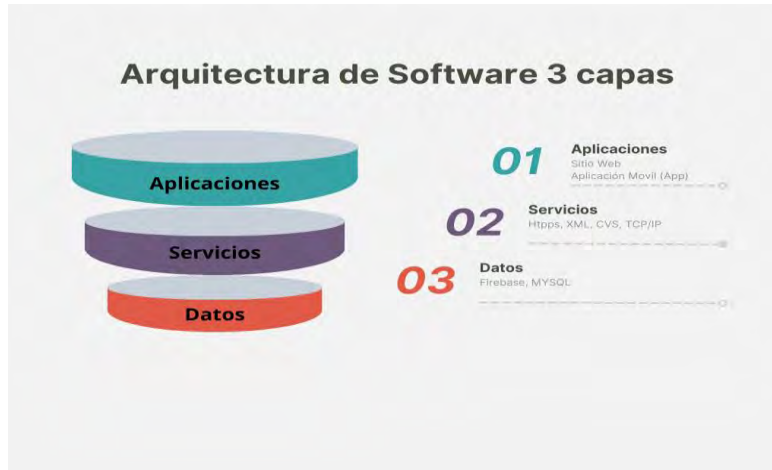 Arquitectura de Software 3 capas
Aplicaciones
Servicios
Datos
01
Aplicaciones
Sitio Web
Aplicación Movil (App)
02
Servicios
Htpps, XML, CVS, TCP/IP
03
Datos
Firebase, MYSQL